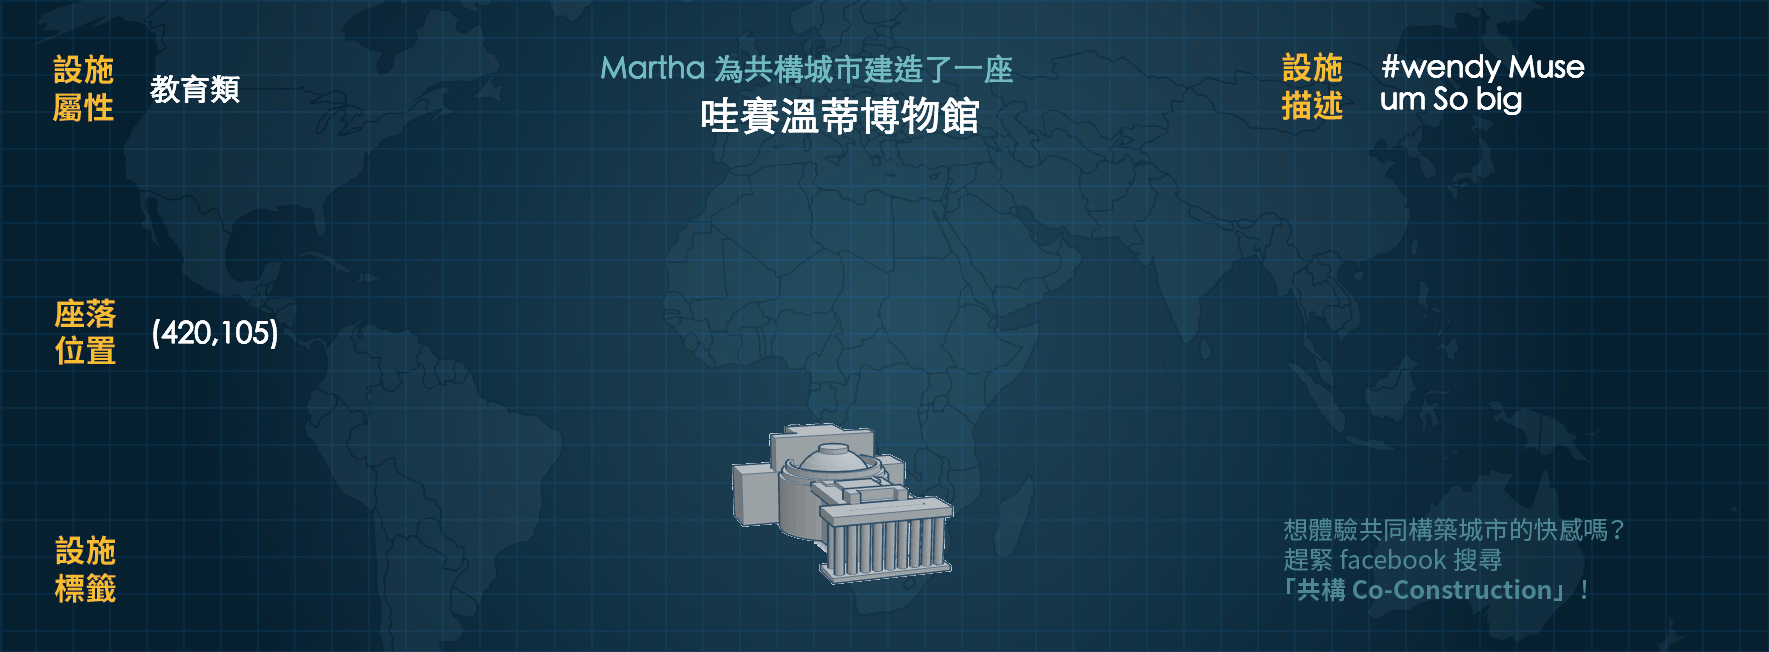 設施
屬性
教育類
Martha 為共構城市建造了一座
哇賽溫蒂博物館
設施
描述
#wendy Muse
um So big
座落
位置
(420,105)
設施
標籤
想體驗共同構築城市的快感嗎？
趕緊 facebook 搜尋
「共構 Co-Construction」！